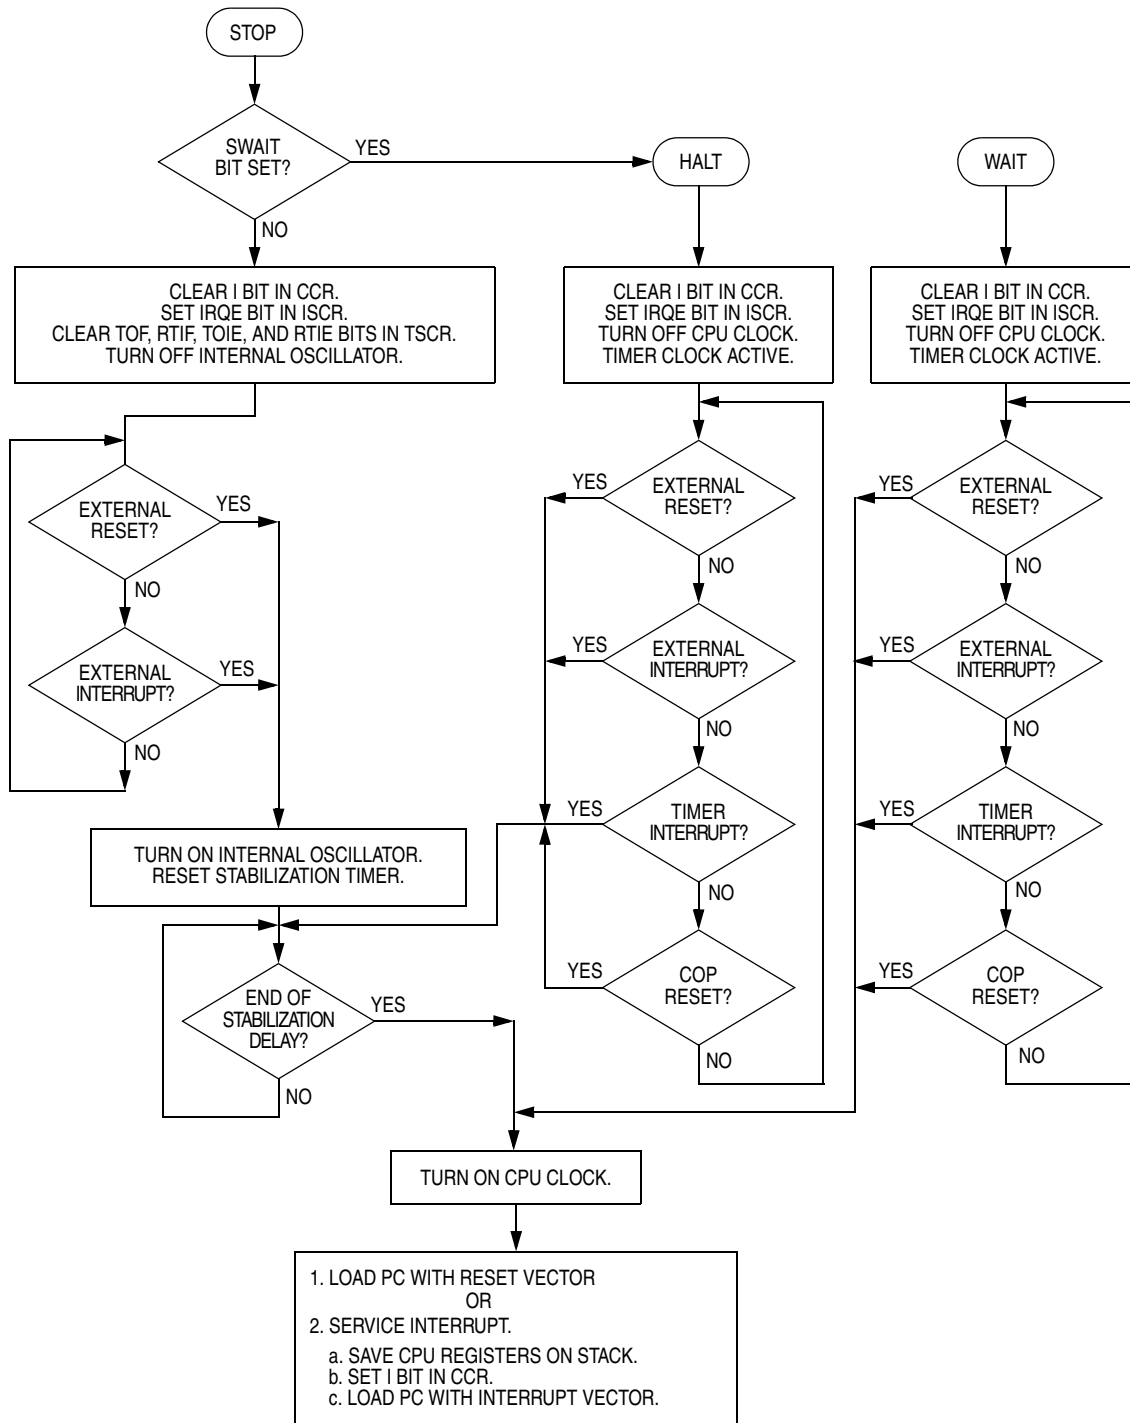 STOP
SWAIT
BIT SET?
YES
NO
HALT
WAIT
CLEAR I BIT IN CCR.
SET IRQE BIT IN ISCR.
CLEAR TOF, RTIF, TOIE, AND RTIE BITS IN TSCR.
TURN OFF INTERNAL OSCILLATOR.
CLEAR I BIT IN CCR.
SET IRQE BIT IN ISCR.
TURN OFF CPU CLOCK.
TIMER CLOCK ACTIVE.
CLEAR I BIT IN CCR.
SET IRQE BIT IN ISCR.
TURN OFF CPU CLOCK.
TIMER CLOCK ACTIVE.
EXTERNAL
RESET?
YES
NO
EXTERNAL
INTERRUPT?
YES
NO
TURN ON INTERNAL OSCILLATOR.
RESET STABILIZATION TIMER.
END OF
STABILIZATION
DELAY?
YES
NO
YES
EXTERNAL
RESET?
NO
YES
EXTERNAL
INTERRUPT?
NO
YES
TIMER
INTERRUPT?
NO
YES
COP
RESET?
NO
YES
EXTERNAL
RESET?
NO
YES
EXTERNAL
INTERRUPT?
NO
YES
TIMER
INTERRUPT?
NO
YES
COP
RESET?
NO
TURN ON CPU CLOCK.
1. LOAD PC WITH RESET VECTOR
OR
2. SERVICE INTERRUPT.
a. SAVE CPU REGISTERS ON STACK.
b. SET I BIT IN CCR.
c. LOAD PC WITH INTERRUPT VECTOR.